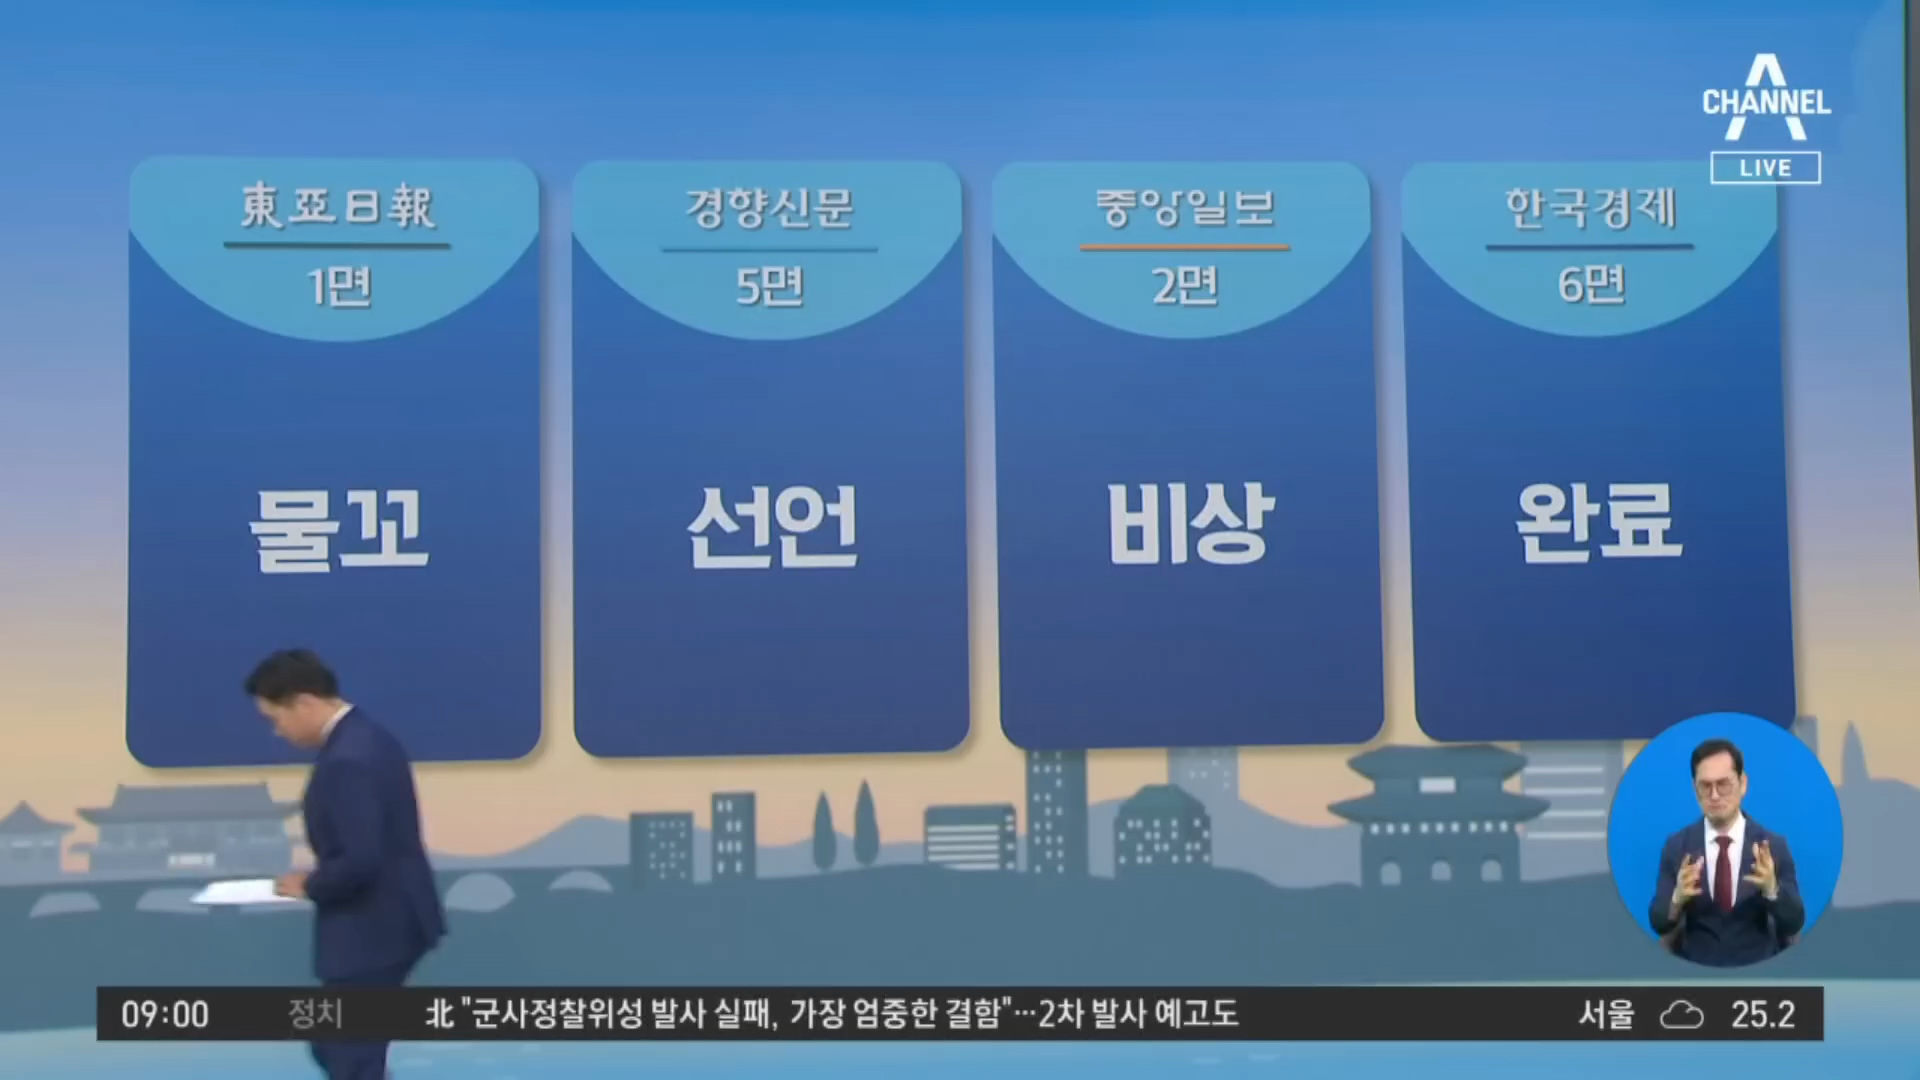 CHANNEL A
LIVE
東亞日報
1면
물꼬
경향신문
5면
선언
중앙일보
2면
비상
한국경제
6면
완료
09:00 정치 北 "군사정찰위성 발사 실패, 가장 엄중한 결함"…2차 발사 예고도 서울 25.2